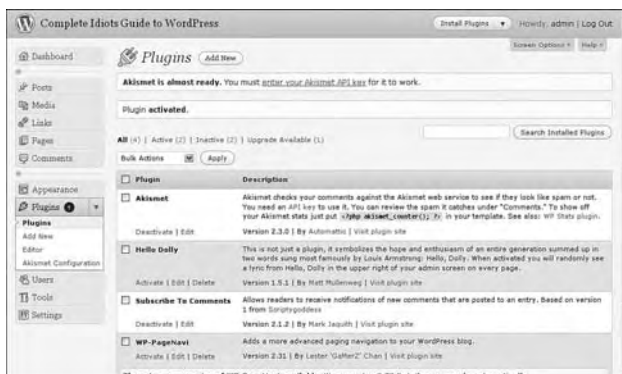 Complete Idiots Guide to WordPress
Install Plugins
Howdy, admin | Log Out
Screen Options
Help
Dashboard
Posts
Media
Links
Pages
Comments
Appearance
Plugins 1
Plugins
Add New
Editor
Akismet Configuration
Users
Tools
Settings
Plugins
Add New
Akismet is almost ready. You must enter your Akismet API key for it to work.
Plugin activated.
All (4) | Active (2) | Inactive (2) | Upgrade Available (1)
Search Installed Plugins
Bulk Actions
Apply
Plugin
Description
Akismet
Akismet checks your comments against the Akismet web service to see if they look like spam or not.
You need an API key to use it. You can review the spam it catches under "Comments." To show off
your Akismet stats just put <?php akismet_counter(); ?> in your template. See also: WP Stats plugin.
Deactivate | Edit
Version 2.3.0 | By Automattic | Visit plugin site
Hello Dolly
This is not just a plugin, it symbolizes the hope and enthusiasm of an entire generation summed up in
two words sung most famously by Louis Armstrong: Hello, Dolly. When activated you will randomly see
a lyric from Hello, Dolly in the upper right of your admin screen on every page.
Activate | Edit | Delete
Version 1.5.1 | By Matt Mullenweg | Visit plugin site
Subscribe To Comments
Allows readers to receive notifications of new comments that are posted to an entry. Based on version
1 from Scriptygoddess
Deactivate | Edit
Version 2.1.2 | By Mark Jaquith | Visit plugin site
WP-PageNavi
Adds a more advanced paging navigation to your WordPress blog.
Activate | Edit | Delete
Version 2.31 | By Lester 'GaMerZ' Chan | Visit plugin site